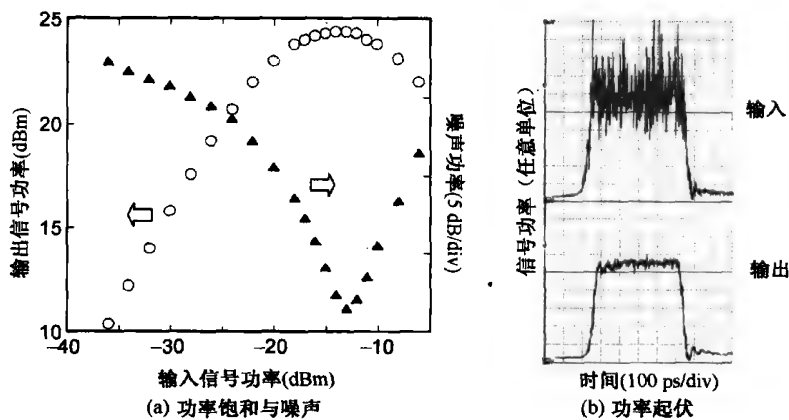 25
20
15
10
输出信号功率(dBm)
噪声功率(5 dB/div)
−40
−30
−20
−10
输入信号功率(dBm)
(a) 功率饱和与噪声
信号功率（任意单位）
输入
输出
时间(100 ps/div)
(b) 功率起伏